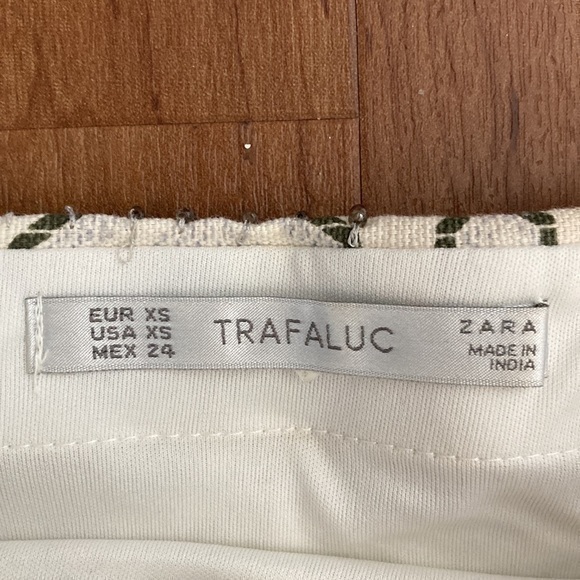 EUR XS
USA XS
MEX 24
TRAFALUC
ZARA
MADE IN
INDIA